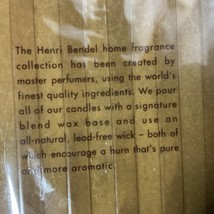 The Henri Bendel home fragrance
collection has been created by
master perfumers, using the world's
finest quality ingredients. We pour
all of our candles with a signature
blend wax base and use an
all-natural, lead-free wick – both of
which encourage a burn that's pure
and more aromatic.